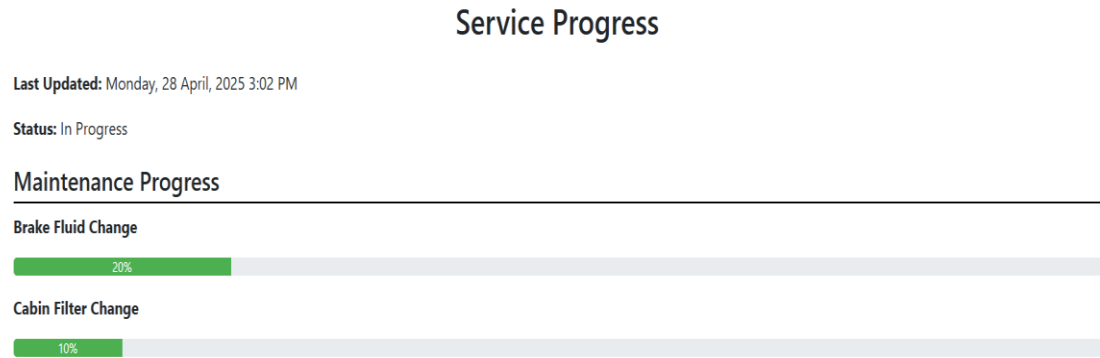 Service Progress
Last Updated: Monday, 28 April, 2025 3:02 PM
Status: In Progress
Maintenance Progress
Brake Fluid Change
20%
Cabin Filter Change
10%